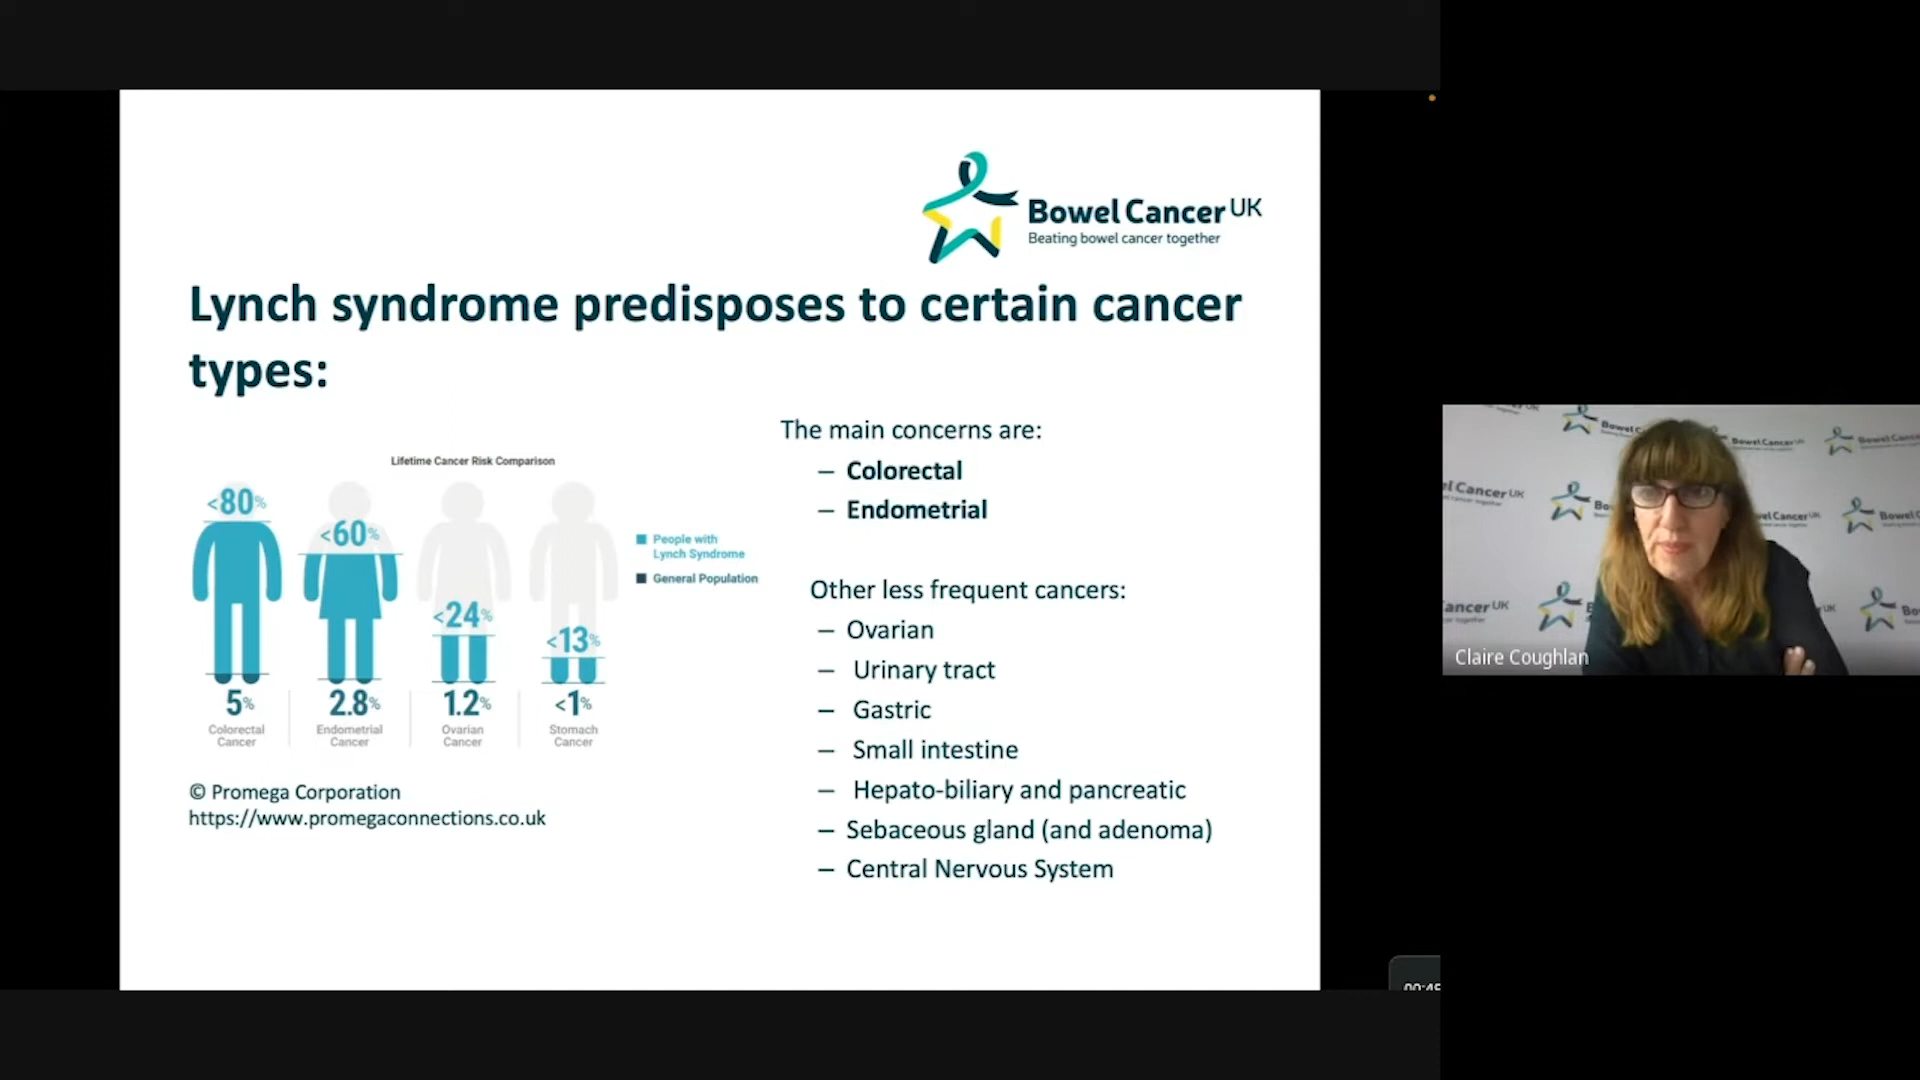 Bowel Cancer UK
Beating bowel cancer together
Lynch syndrome predisposes to certain cancer
types:
Lifetime Cancer Risk Comparison
<80%
<60%
<24%
<13%
People with
Lynch Syndrome
General Population
5%
2.8%
1.2%
<1%
Colorectal
Cancer
Endometrial
Cancer
Ovarian
Cancer
Stomach
Cancer
© Promega Corporation
https://www.promegaconnections.co.uk
The main concerns are:
– Colorectal
– Endometrial
Other less frequent cancers:
– Ovarian
– Urinary tract
– Gastric
– Small intestine
– Hepato-biliary and pancreatic
– Sebaceous gland (and adenoma)
– Central Nervous System
Claire Coughlan